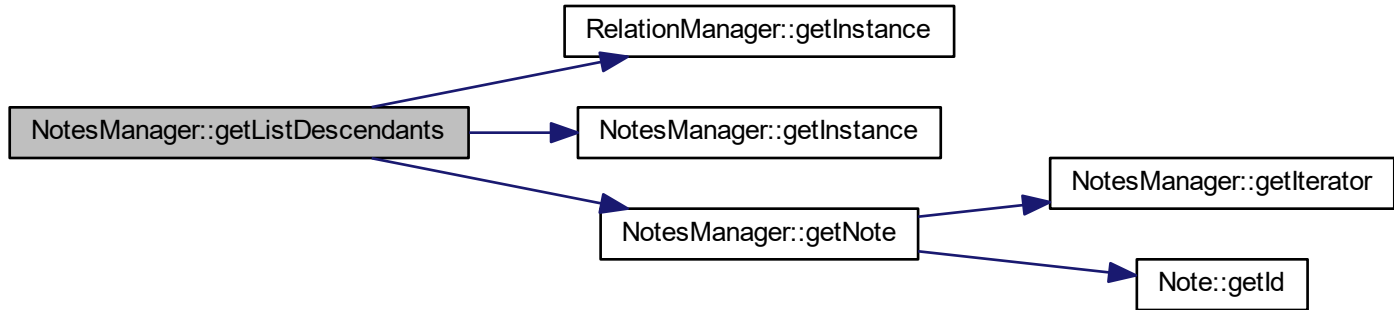 RelationManager::getInstance
NotesManager::getListDescendants
NotesManager::getInstance
NotesManager::getIterator
NotesManager::getNote
Note::getId